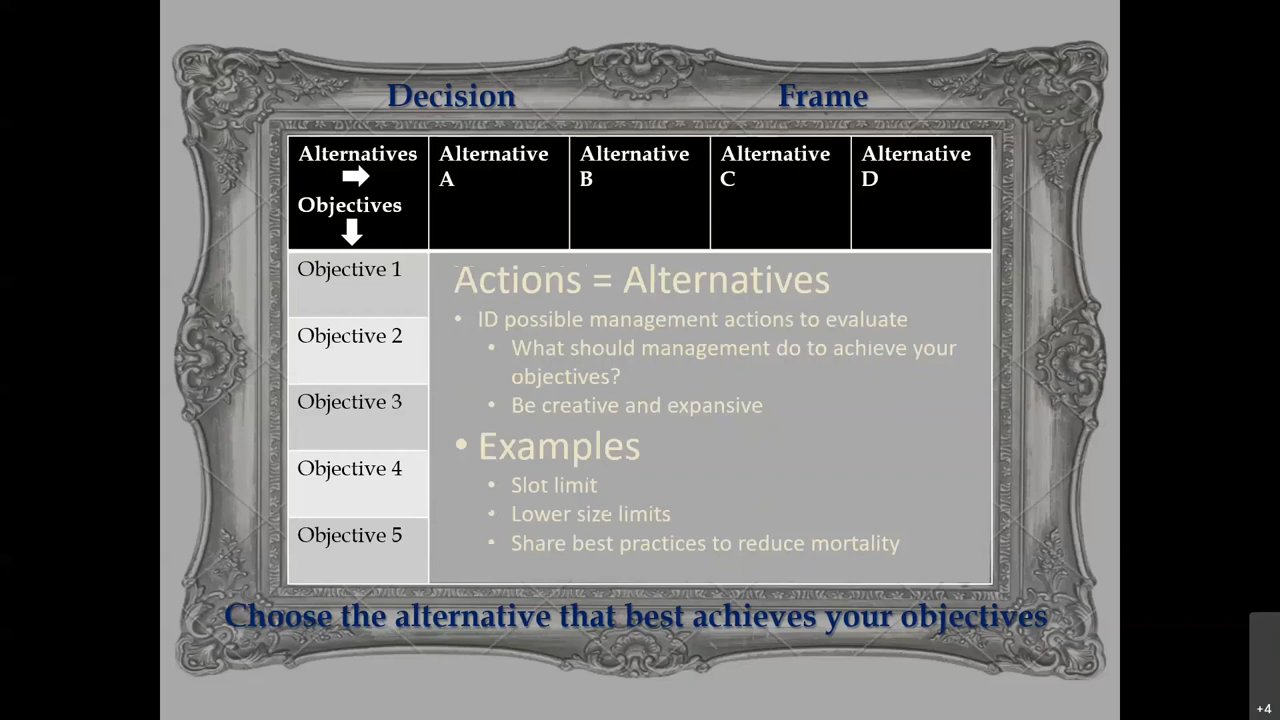 Decision Frame
Alternatives
Objectives
Alternative A
Alternative B
Alternative C
Alternative D
Objective 1
Objective 2
Objective 3
Objective 4
Objective 5
Actions = Alternatives
• ID possible management actions to evaluate
• What should management do to achieve your
objectives?
• Be creative and expansive
• Examples
• Slot limit
• Lower size limits
• Share best practices to reduce mortality
Choose the alternative that best achieves your objectives
+4